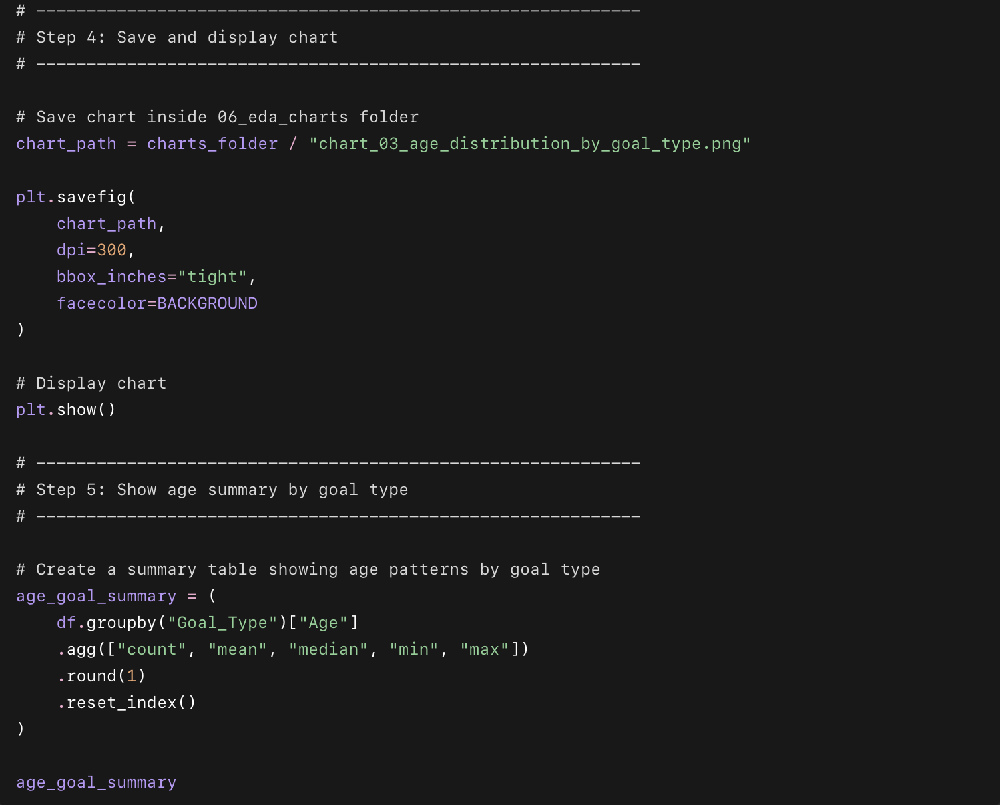 # ------------------------------------------------------------
# Step 4: Save and display chart
# ------------------------------------------------------------
# Save chart inside 06_eda_charts folder
chart_path = charts_folder / "chart_03_age_distribution_by_goal_type.png"
plt.savefig(
    chart_path,
    dpi=300,
    bbox_inches="tight",
    facecolor=BACKGROUND
)
# Display chart
plt.show()
# ------------------------------------------------------------
# Step 5: Show age summary by goal type
# ------------------------------------------------------------
# Create a summary table showing age patterns by goal type
age_goal_summary = (
    df.groupby("Goal_Type")["Age"]
    .agg(["count", "mean", "median", "min", "max"])
    .round(1)
    .reset_index()
)
age_goal_summary